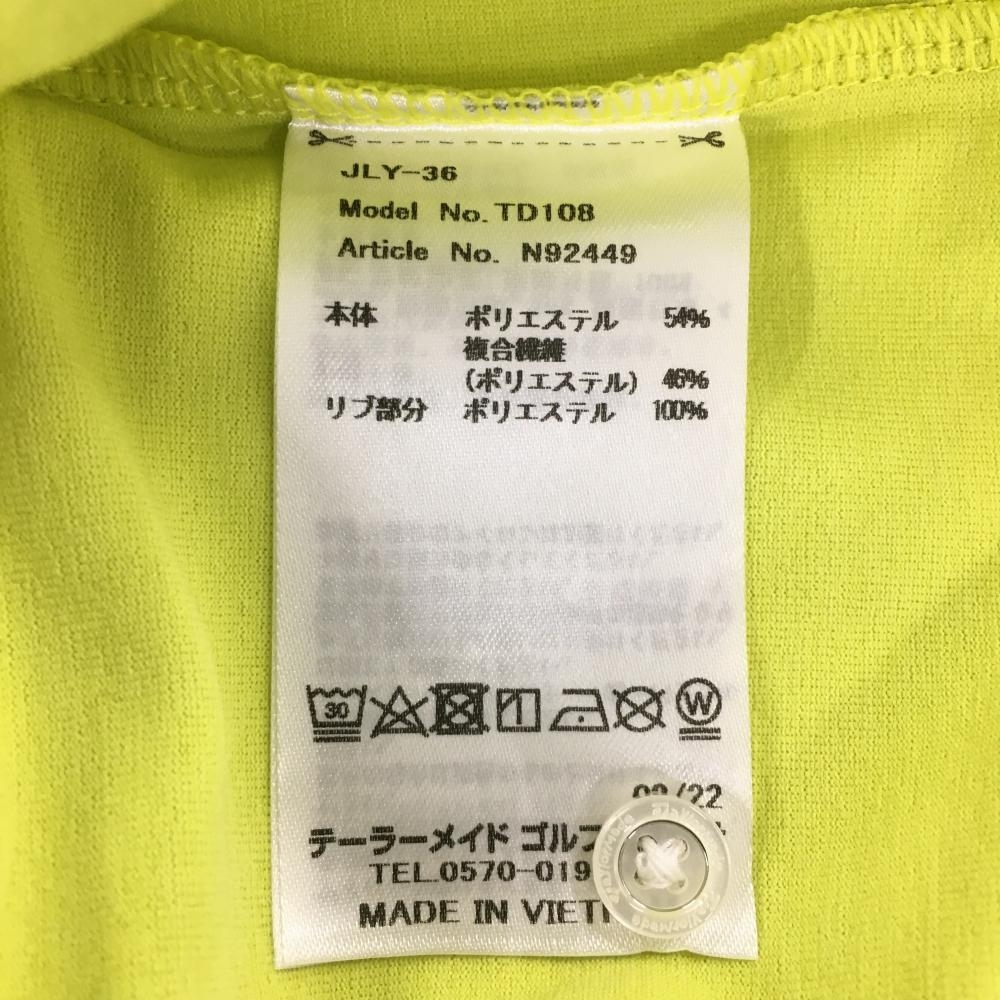 JLY-36
Model No. TD108
Article No. N92449
本体 ポリエステル 54%
複合繊維
(ポリエステル) 46%
リブ部分 ポリエステル 100%
30
W
/22
テーラーメイド ゴルフ
TEL.0570-019
MADE IN VIET
TaylorMade